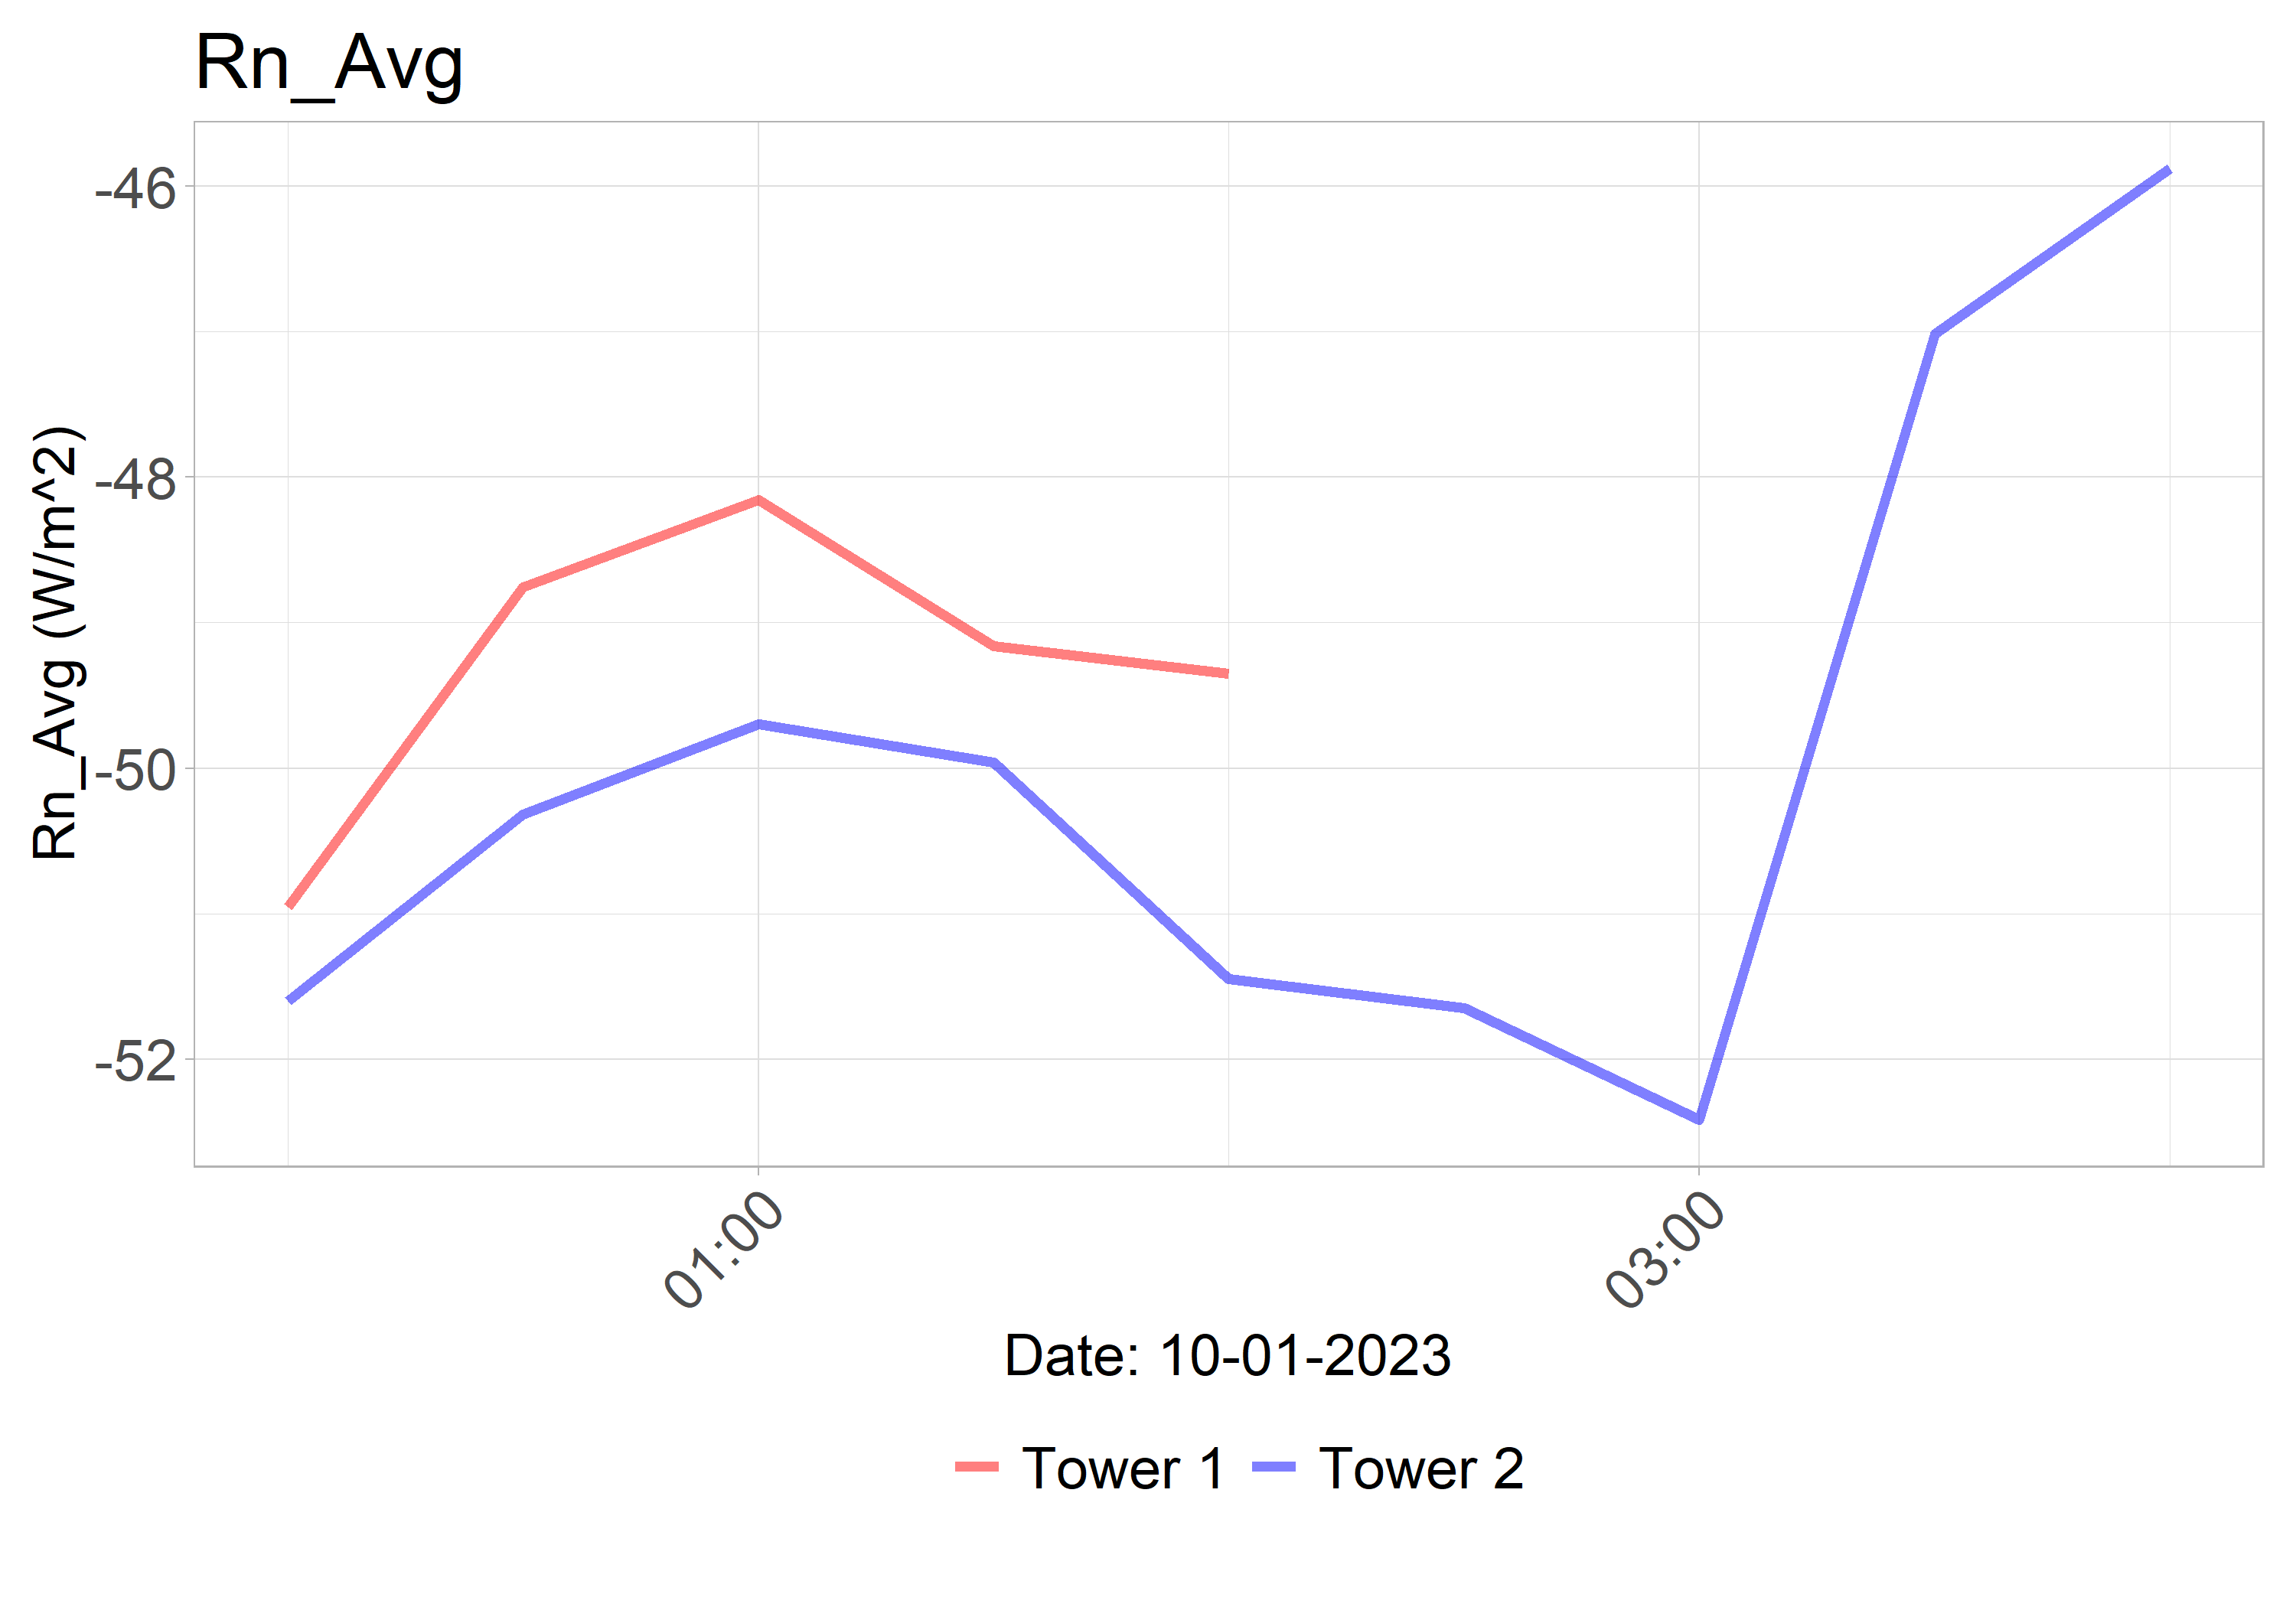 Rn_Avg
Rn_Avg (W/m^2)
-46
-48
-50
-52
01:00
03:00
Date: 10-01-2023
Tower 1
Tower 2